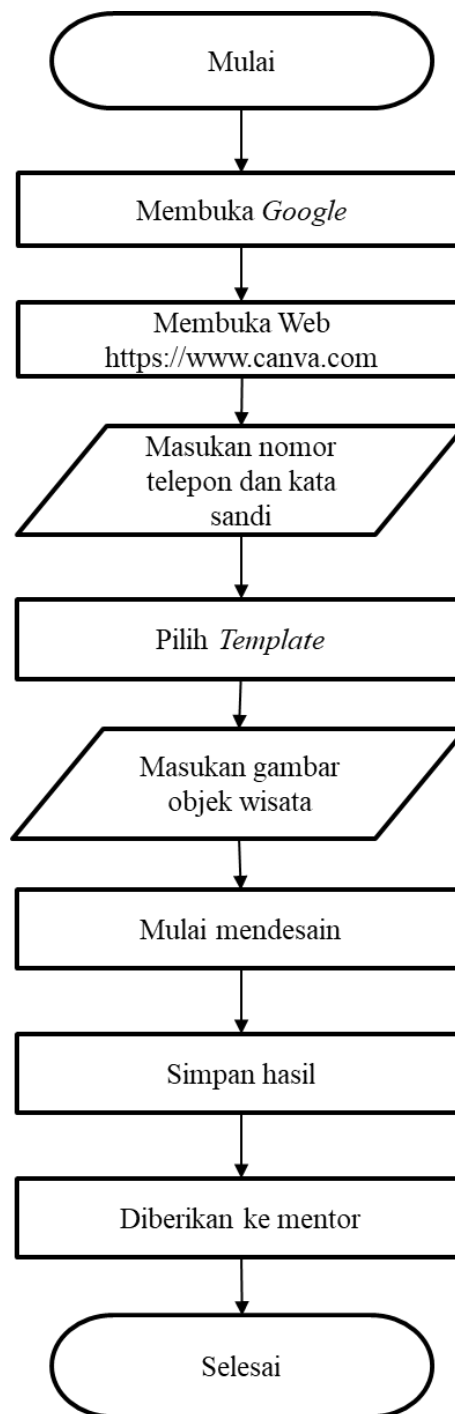 Mulai
Membuka Google
Membuka Web
https://www.canva.com
Masukan nomor
telepon dan kata
sandi
Pilih Template
Masukan gambar
objek wisata
Mulai mendesain
Simpan hasil
Diberikan ke mentor
Selesai